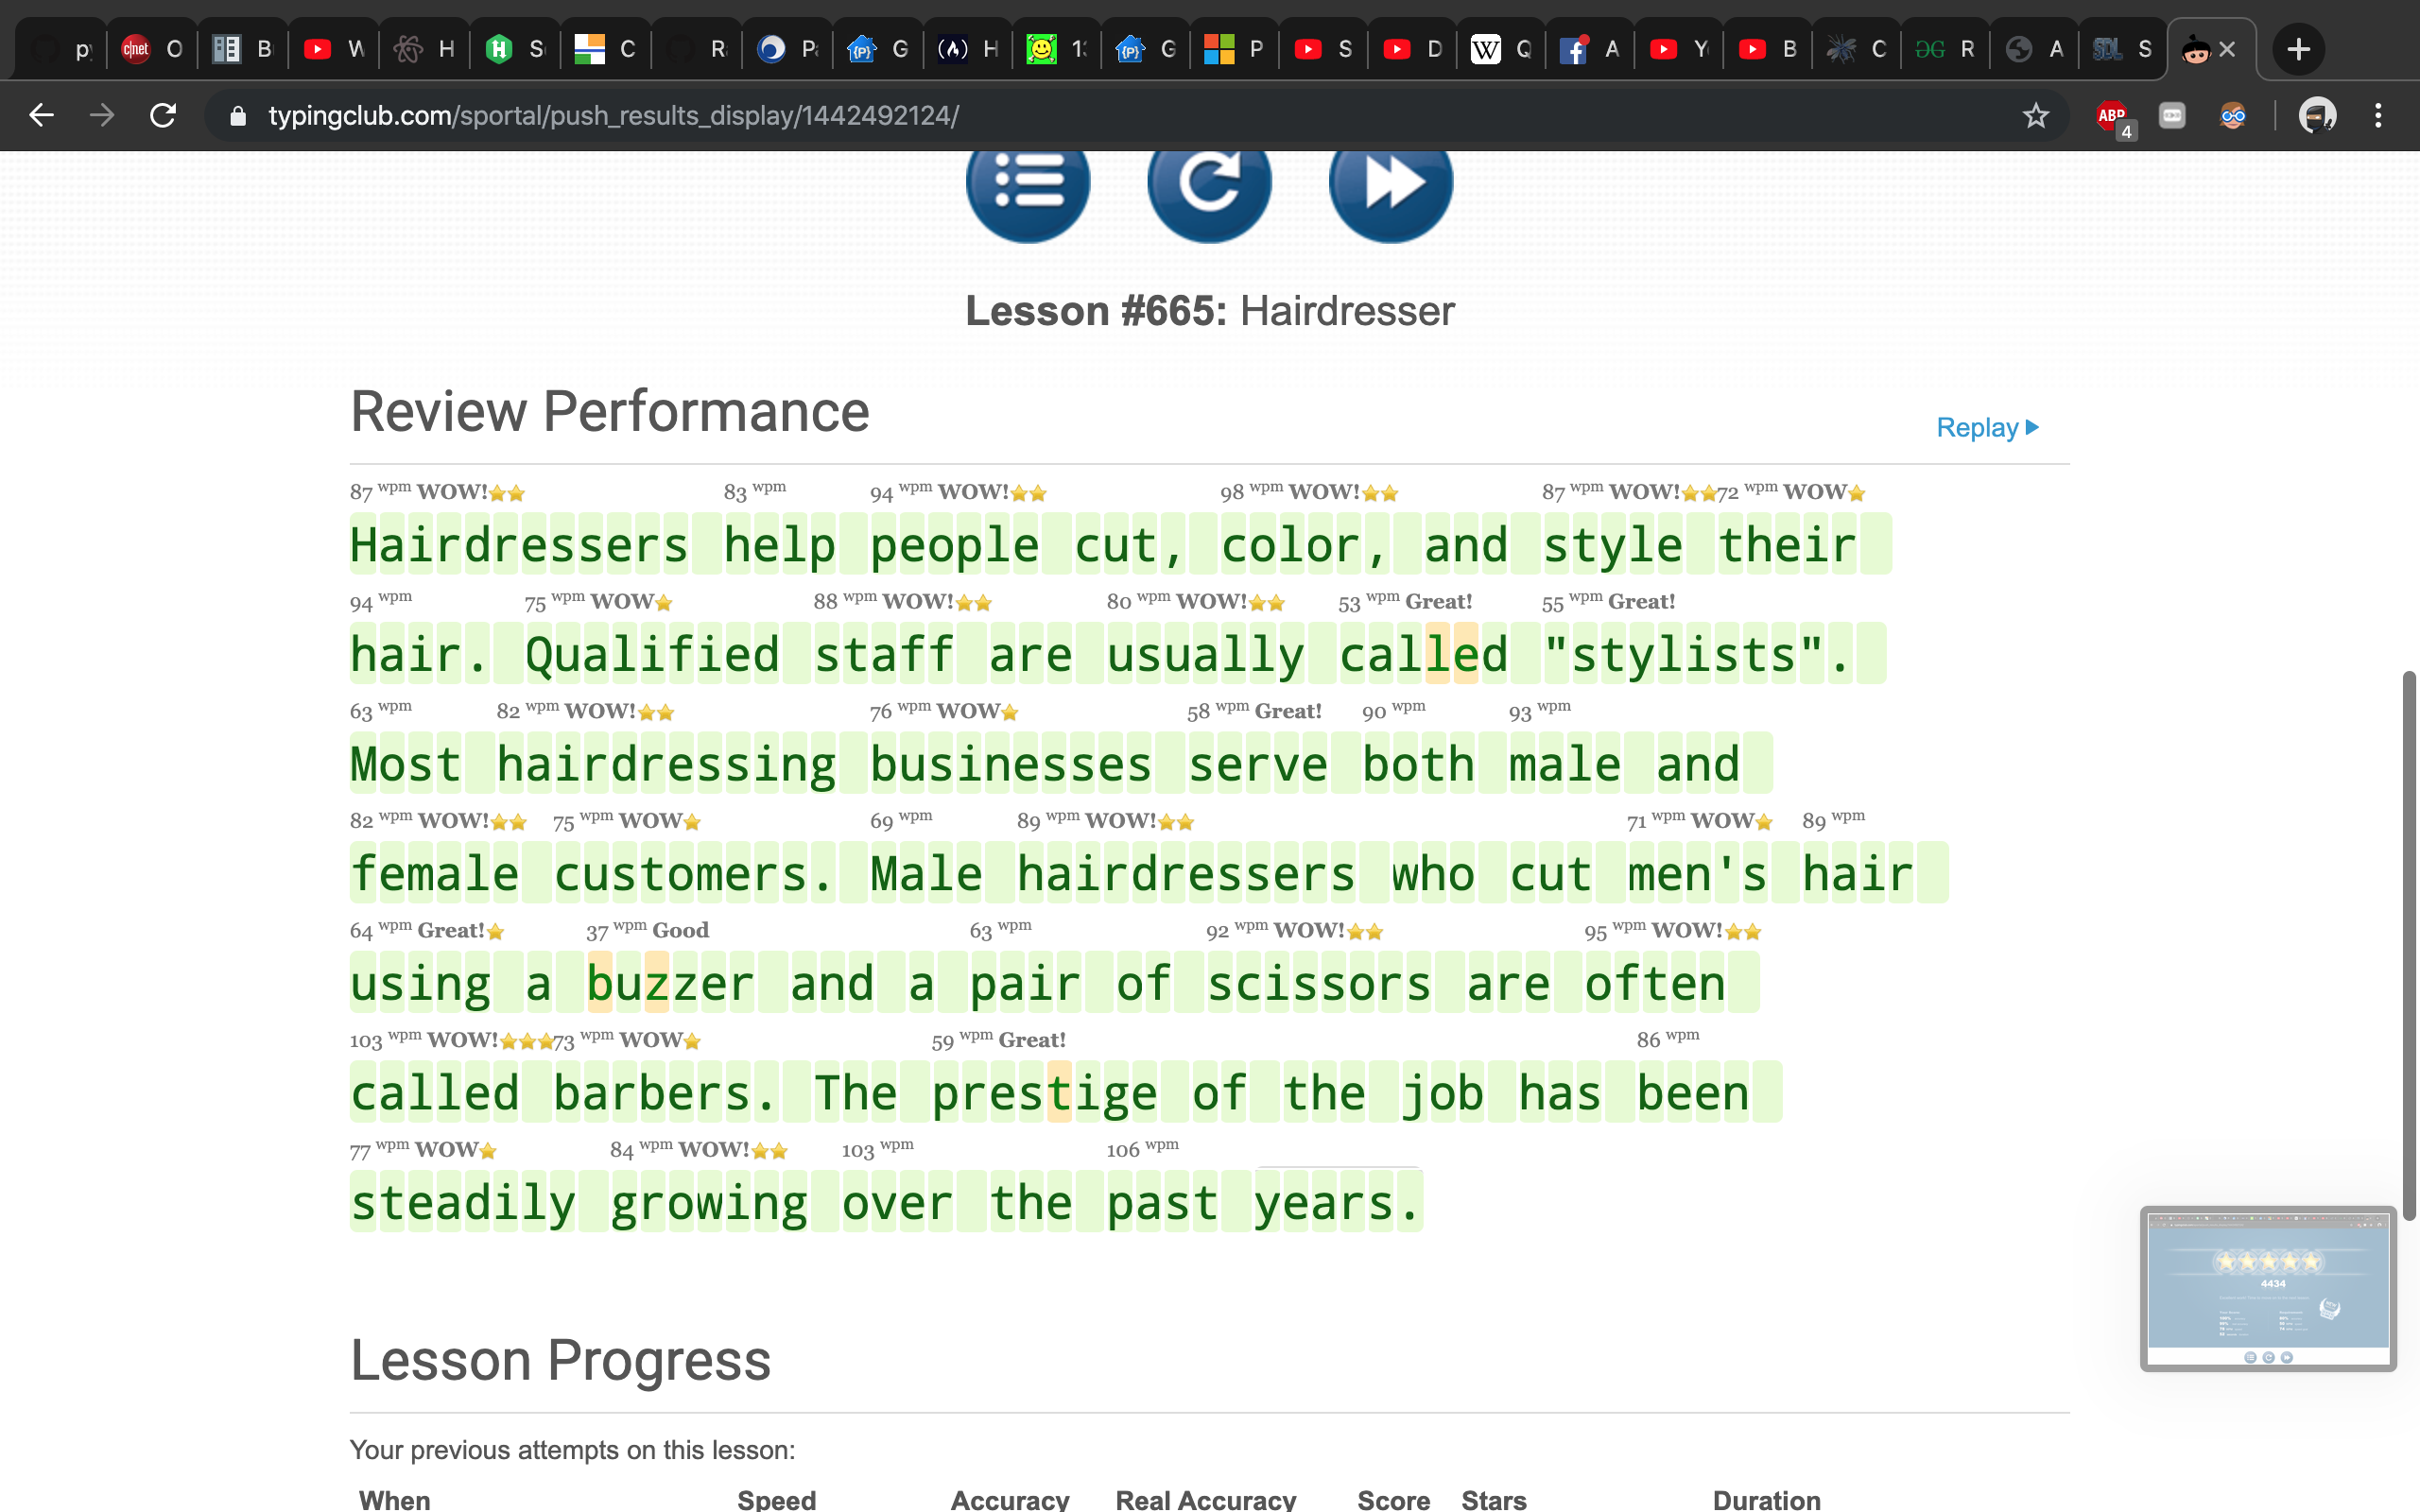 py O B W H S C R Pa G H 13 G P S D Q A Y B C R A S
typingclub.com/sportal/push_results_display/1442492124/
ABP 4
Lesson #665: Hairdresser
Review Performance
Replay
87 wpm WOW! 83 wpm 94 wpm WOW! 98 wpm WOW! 87 wpm WOW! 72 wpm WOW
Hairdressers help people cut, color, and style their
94 wpm 75 wpm WOW 88 wpm WOW! 80 wpm WOW! 53 wpm Great! 55 wpm Great!
hair. Qualified staff are usually called "stylists".
63 wpm 82 wpm WOW! 76 wpm WOW 58 wpm Great! 90 wpm 93 wpm
Most hairdressing businesses serve both male and
82 wpm WOW! 75 wpm WOW 69 wpm 89 wpm WOW! 71 wpm WOW 89 wpm
female customers. Male hairdressers who cut men's hair
64 wpm Great! 37 wpm Good 63 wpm 92 wpm WOW! 95 wpm WOW!
using a buzzer and a pair of scissors are often
103 wpm WOW! 73 wpm WOW 59 wpm Great! 86 wpm
called barbers. The prestige of the job has been
77 wpm WOW 84 wpm WOW! 103 wpm 106 wpm
steadily growing over the past years.
4434
Lesson Progress
Your previous attempts on this lesson:
When Speed Accuracy Real Accuracy Score Stars Duration